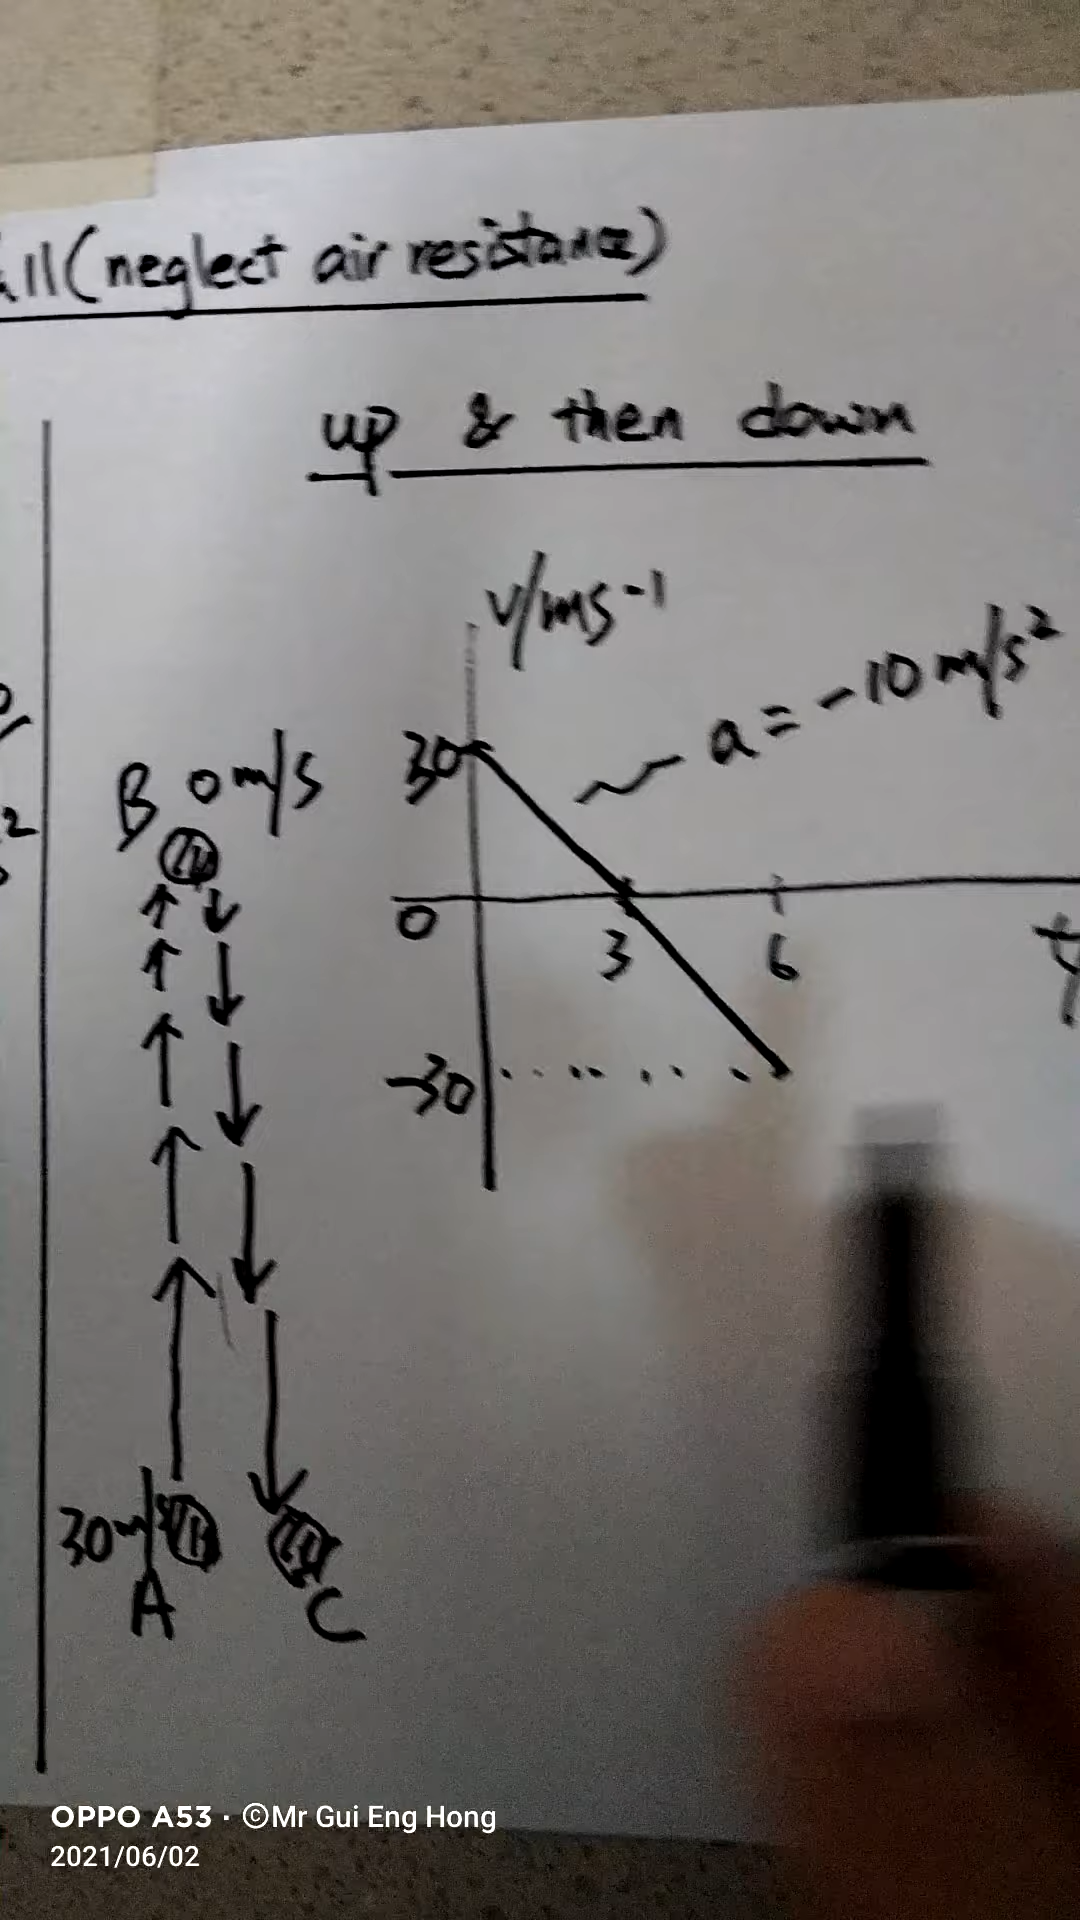 all (neglect air resistance)
up & then down
v/ms⁻¹
a = -10 m/s²
B 0 m/s
30
0
3
6
-30
30 m/s
A
C
OPPO A53 · ©Mr Gui Eng Hong
2021/06/02